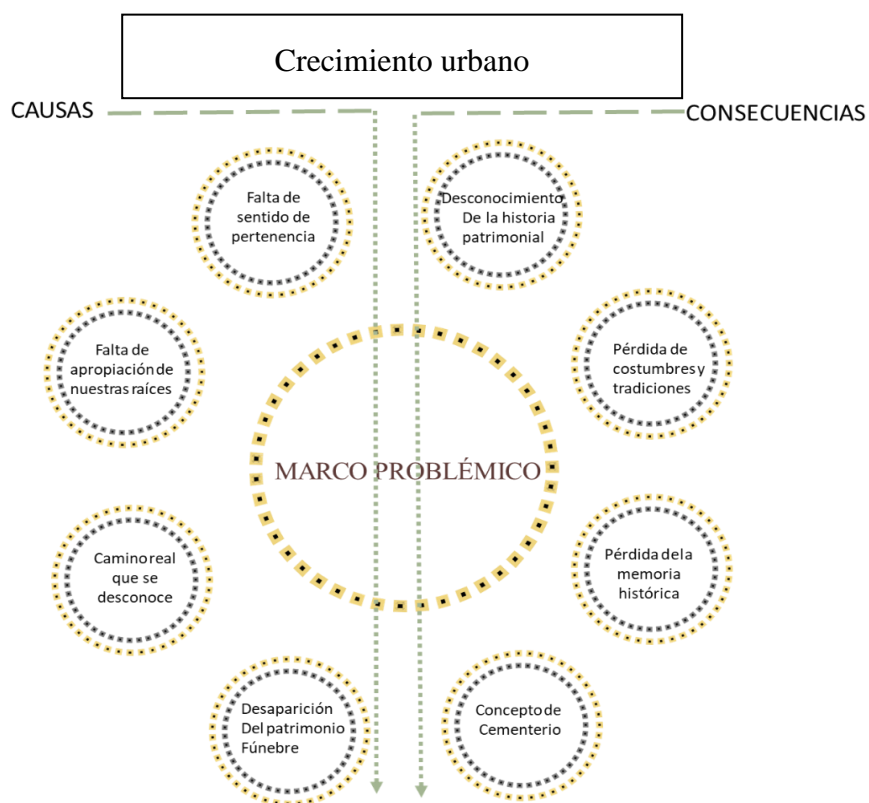 Crecimiento urbano
CAUSAS
CONSECUENCIAS
Falta de
sentido de
pertenencia
Desconocimiento
De la historia
patrimonial
Falta de
apropiación de
nuestras raíces
Pérdida de
costumbres y
tradiciones
MARCO PROBLÉMICO
Camino real
que se
desconoce
Pérdida de la
memoria
histórica
Desaparición
Del patrimonio
Fúnebre
Concepto de
Cementerio